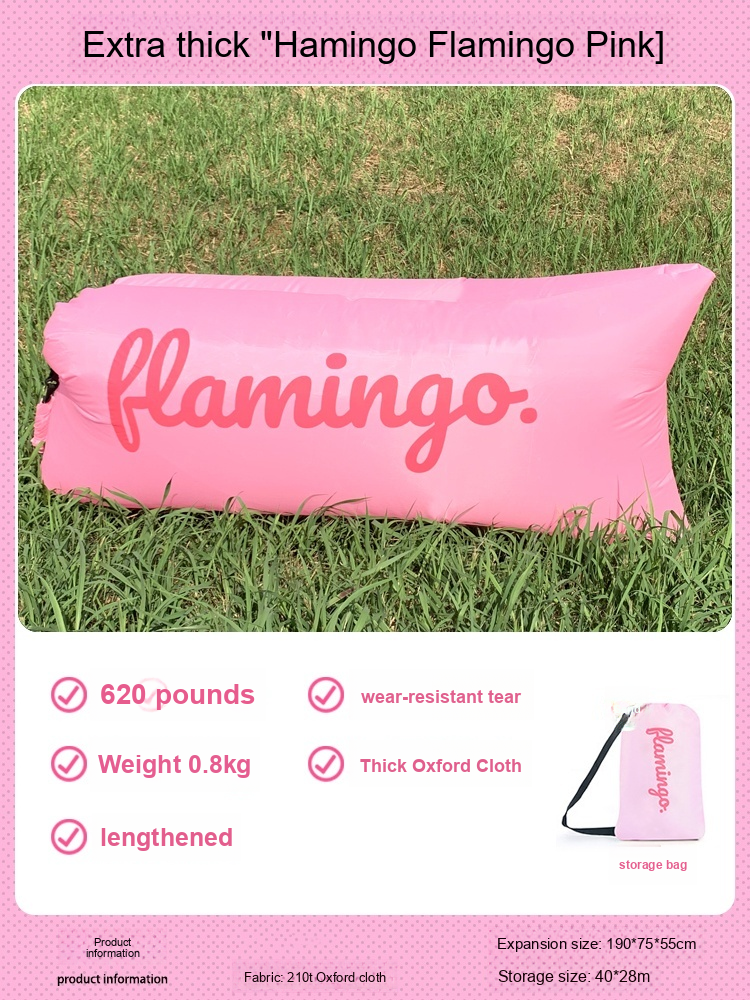 Extra thick "Hamingo Flamingo Pink]
flamingo.
620 pounds
wear-resistant tear
Weight 0.8kg
Thick Oxford Cloth
lengthened
flamingo.
storage bag
Product
information
Expansion size: 190*75*55cm
product information
Fabric: 210t Oxford cloth
Storage size: 40*28m